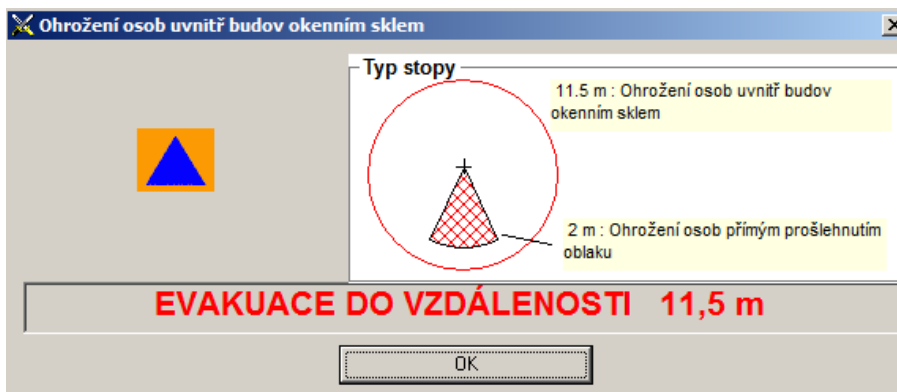 Ohrožení osob uvnitř budov okenním sklem
Typ stopy
11.5 m : Ohrožení osob uvnitř budov
okenním sklem
2 m : Ohrožení osob přímým prošlehnutím
oblaku
EVAKUACE DO VZDÁLENOSTI 11,5 m
OK